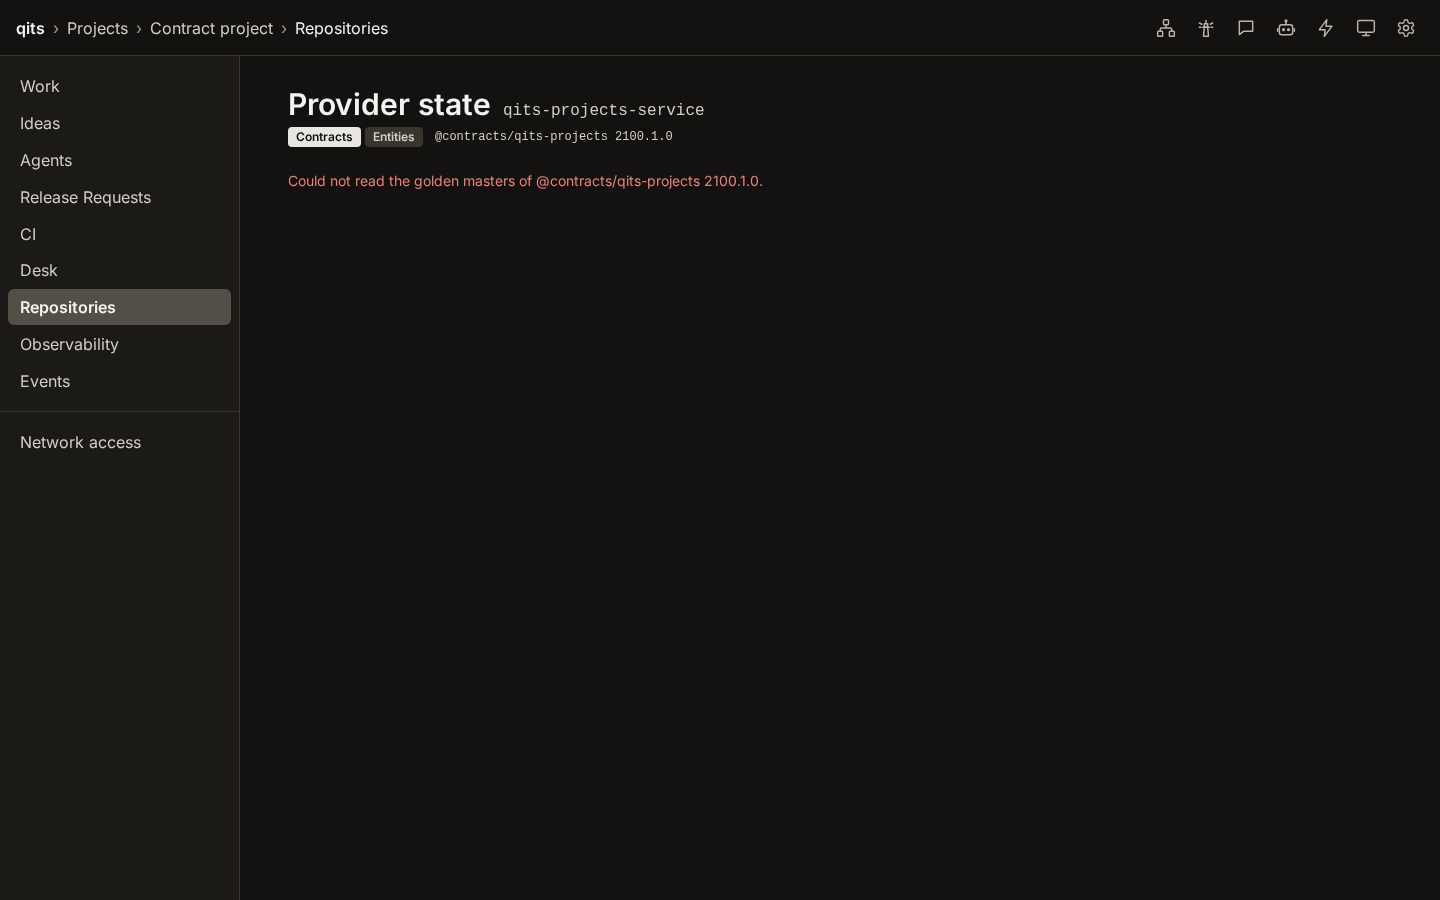 qits › Projects › Contract project › Repositories
Work
Ideas
Agents
Release Requests
CI
Desk
Repositories
Observability
Events
Network access
Provider state qits-projects-service
Contracts Entities @contracts/qits-projects 2100.1.0
Could not read the golden masters of @contracts/qits-projects 2100.1.0.